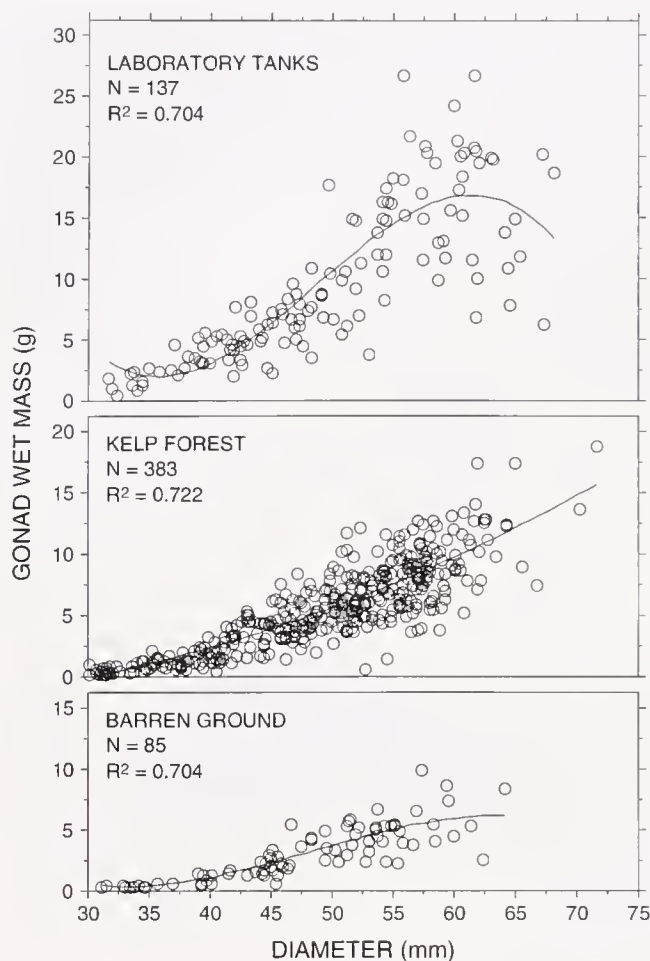 30
LABORATORY TANKS
N = 137
R² = 0.704
25
20
15
10
5
0
20
KELP FOREST
N = 383
R² = 0.722
15
10
5
0
15
BARREN GROUND
N = 85
R² = 0.704
10
5
0
30 35 40 45 50 55 60 65 70 75
GONAD WET MASS (g)
DIAMETER (mm)